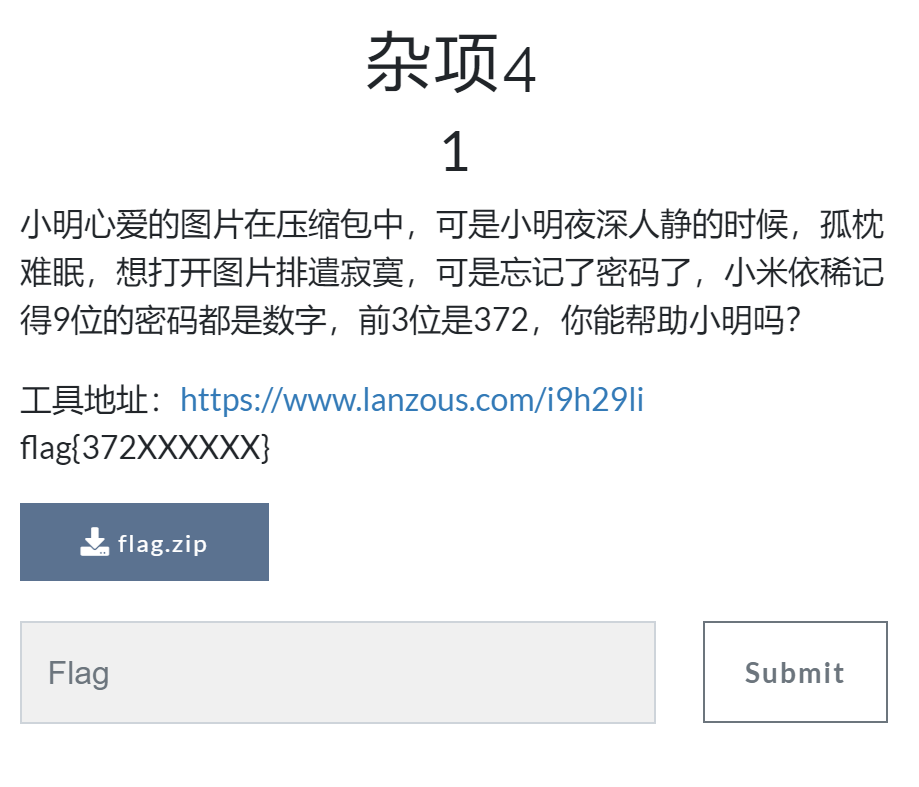 杂项4
1
小明心爱的图片在压缩包中，可是小明夜深人静的时候，孤枕
难眠，想打开图片排遣寂寞，可是忘记了密码了，小米依稀记
得9位的密码都是数字，前3位是372，你能帮助小明吗？
工具地址：https://www.lanzous.com/i9h29li
flag{372XXXXXX}
flag.zip
Flag
Submit